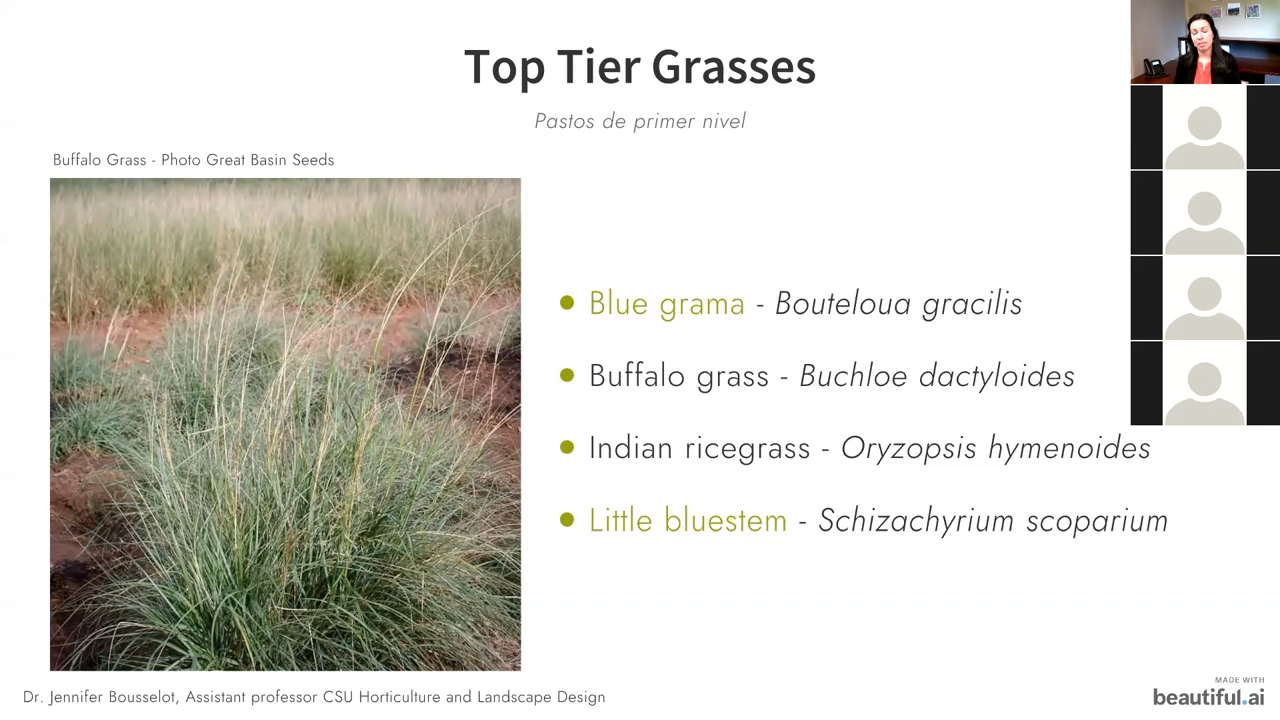 Top Tier Grasses
Pastos de primer nivel
Buffalo Grass - Photo Great Basin Seeds
Blue grama - Bouteloua gracilis
Buffalo grass - Buchloe dactyloides
Indian ricegrass - Oryzopsis hymenoides
Little bluestem - Schizachyrium scoparium
Dr. Jennifer Bousselot, Assistant professor CSU Horticulture and Landscape Design
MADE WITH
beautiful.ai